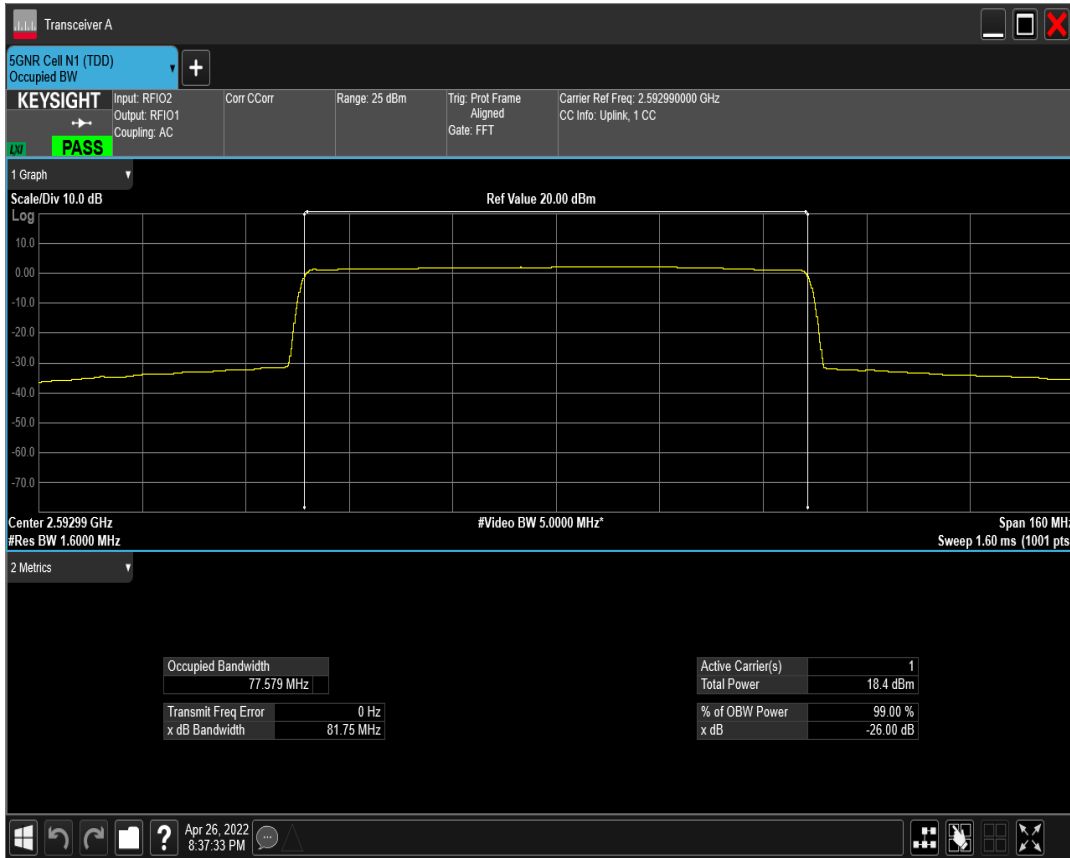 Transceiver A
5GNR Cell N1 (TDD)
Occupied BW
+
KEYSIGHT
Input: RFIO2
Output: RFIO1
Coupling: AC
Corr CCorr
Range: 25 dBm
Trig: Prot Frame
Aligned
Gate: FFT
Carrier Ref Freq: 2.592990000 GHz
CC Info: Uplink, 1 CC
LXI
PASS
1 Graph
Scale/Div 10.0 dB
Ref Value 20.00 dBm
Log
10.0
0.00
-10.0
-20.0
-30.0
-40.0
-50.0
-60.0
-70.0
Center 2.59299 GHz
#Video BW 5.0000 MHz*
Span 160 MHz
#Res BW 1.6000 MHz
Sweep 1.60 ms (1001 pts
2 Metrics
Occupied Bandwidth
77.579 MHz
Transmit Freq Error 0 Hz
x dB Bandwidth 81.75 MHz
Active Carrier(s) 1
Total Power 18.4 dBm
% of OBW Power 99.00 %
x dB -26.00 dB
?
Apr 26, 2022
8:37:33 PM